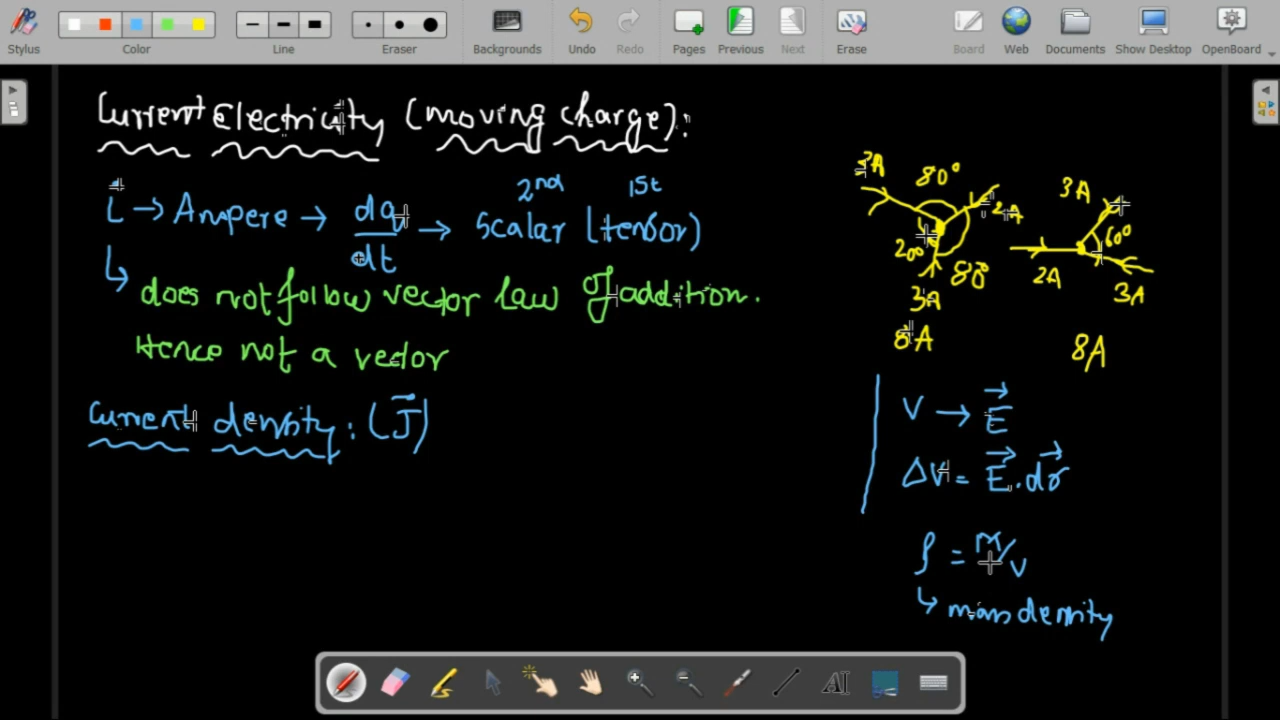 Stylus Color Line Eraser Backgrounds Undo Redo Pages Previous Next Erase Board Web Documents Show Desktop OpenBoard
Current Electricity (moving charge):
i → Ampere → dq/dt → Scalar (tensor)
2nd 1st
↳ does not follow vector law of addition.
Hence not a vector
Current density: (J⃗)
80°
2A
20°
80°
3A
8A
3A
60°
2A
3A
8A
V → E⃗
ΔV = E⃗.dr⃗
ρ = M/V
↳ mass density
AI